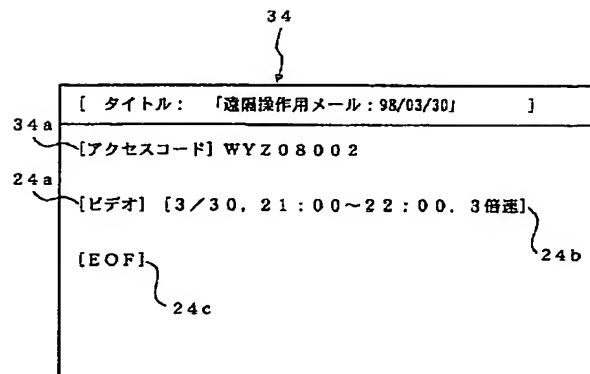 34
[ タイトル: 「遠隔操作用メール:98/03/30」 ]
34a
[アクセスコード] WYZ08002
24a
[ビデオ] [3/30, 21:00~22:00. 3倍速]
24b
[EOF]
24c